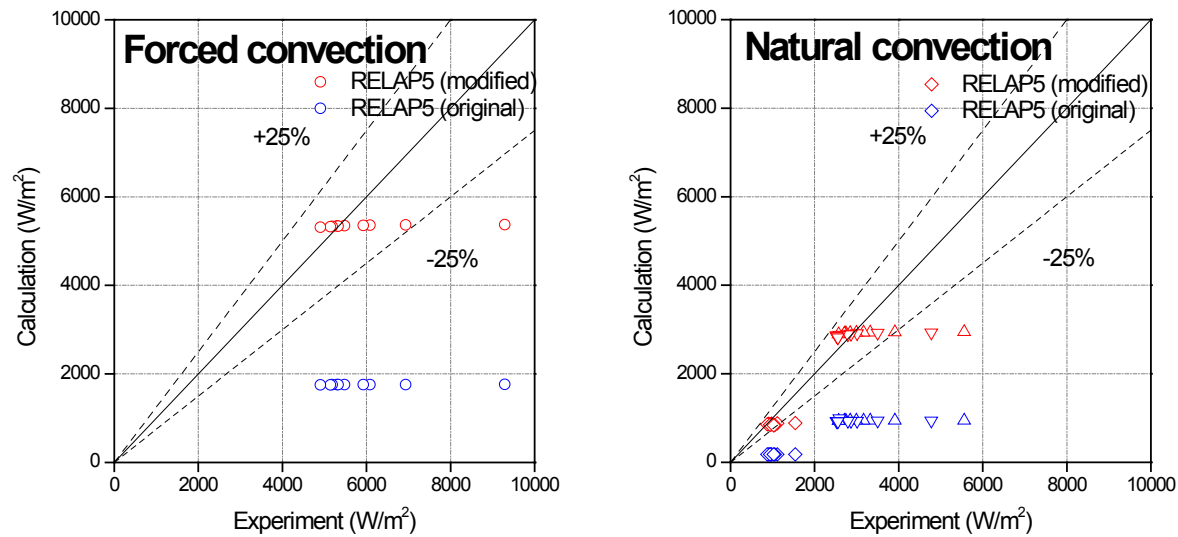 Forced convection
RELAP5 (modified)
RELAP5 (original)
+25%
-25%
10000
8000
6000
4000
2000
0
Calculation (W/m²)
0 2000 4000 6000 8000 10000
Experiment (W/m²)
Natural convection
RELAP5 (modified)
RELAP5 (original)
+25%
-25%
10000
8000
6000
4000
2000
0
Calculation (W/m²)
0 2000 4000 6000 8000 10000
Experiment (W/m²)